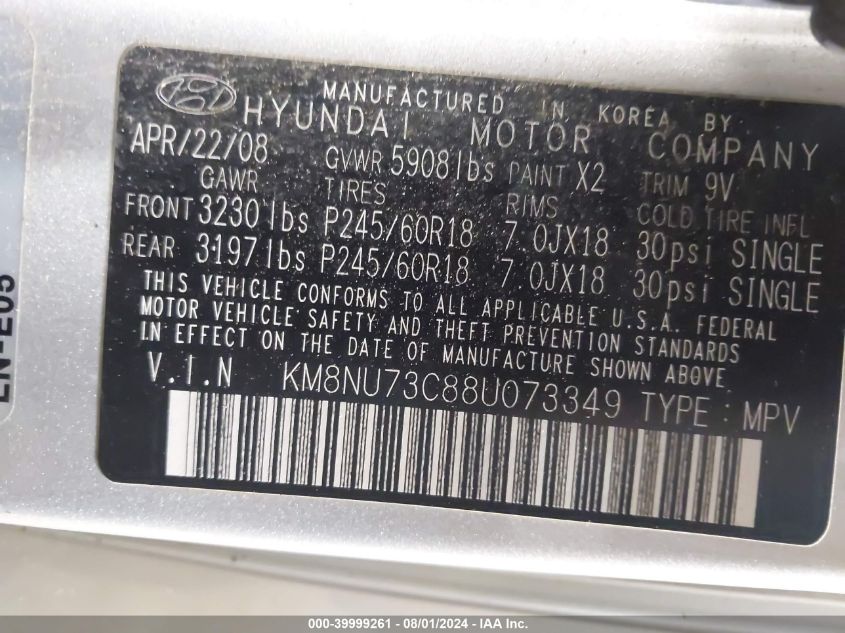 MANUFACTURED IN KOREA BY
HYUNDAI MOTOR COMPANY
APR/22/08 GVWR 5908lbs PAINT X2 TRIM 9V
GAWR TIRES RIMS COLD TIRE INFL
FRONT 3230lbs P245/60R18 7.0JX18 30psi SINGLE
REAR 3197lbs P245/60R18 7.0JX18 30psi SINGLE
THIS VEHICLE CONFORMS TO ALL APPLICABLE U.S.A. FEDERAL
MOTOR VEHICLE SAFETY AND THEFT PREVENTION STANDARDS
IN EFFECT ON THE DATE OF MANUFACTURE SHOWN ABOVE.
V.I.N KM8NU73C88U073349 TYPE : MPV
000-39999261 - 08/01/2024 - IAA Inc.